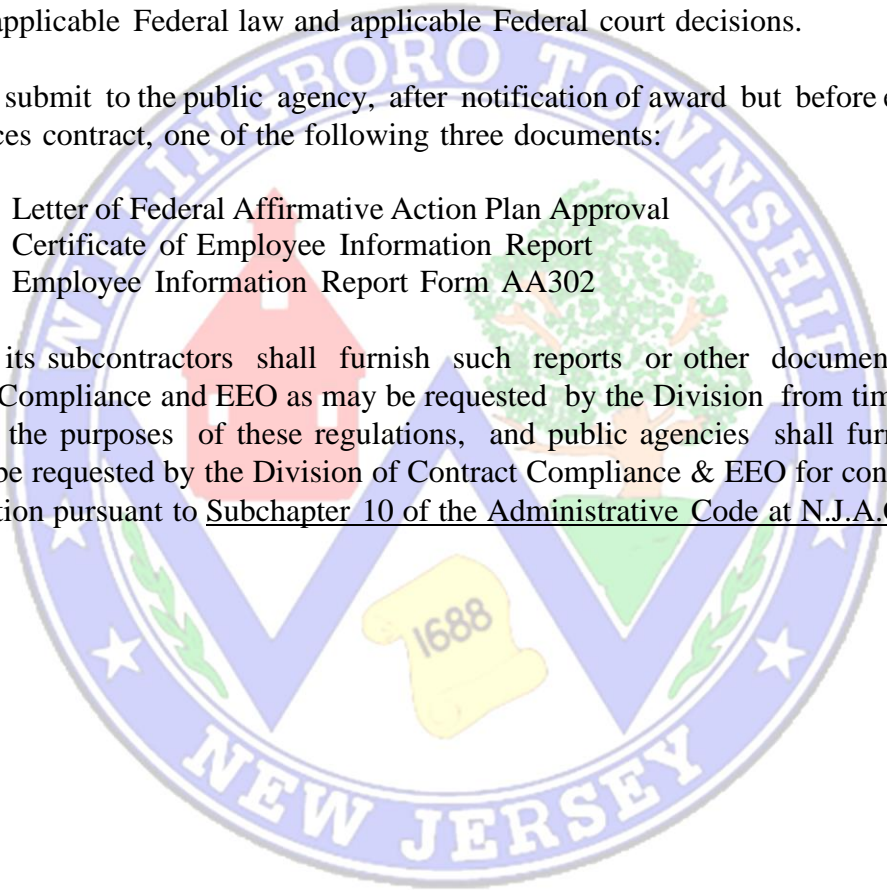 applicable Federal law and applicable Federal court decisions.
submit to the public agency, after notification of award but before
ces contract, one of the following three documents:
Letter of Federal Affirmative Action Plan Approval
Certificate of Employee Information Report
Employee Information Report Form AA302
its subcontractors shall furnish such reports or other documen
Compliance and EEO as may be requested by the Division from tim
the purposes of these regulations, and public agencies shall furn
be requested by the Division of Contract Compliance & EEO for con
tion pursuant to Subchapter 10 of the Administrative Code at N.J.A.
WILLINGBORO TOWNSHIP
1688
NEW JERSEY